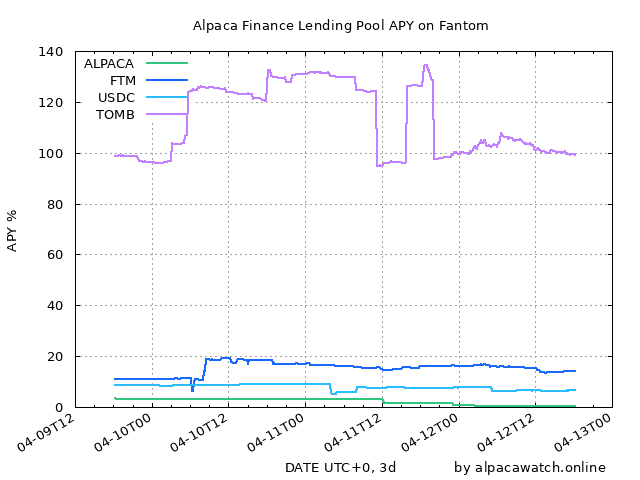 Alpaca Finance Lending Pool APY on Fantom
ALPACA
FTM
USDC
TOMB
APY %
140
120
100
80
60
40
20
0
04-09T12
04-10T00
04-10T12
04-11T00
04-11T12
04-12T00
04-12T12
04-13T00
DATE UTC+0, 3d
by alpacawatch.online